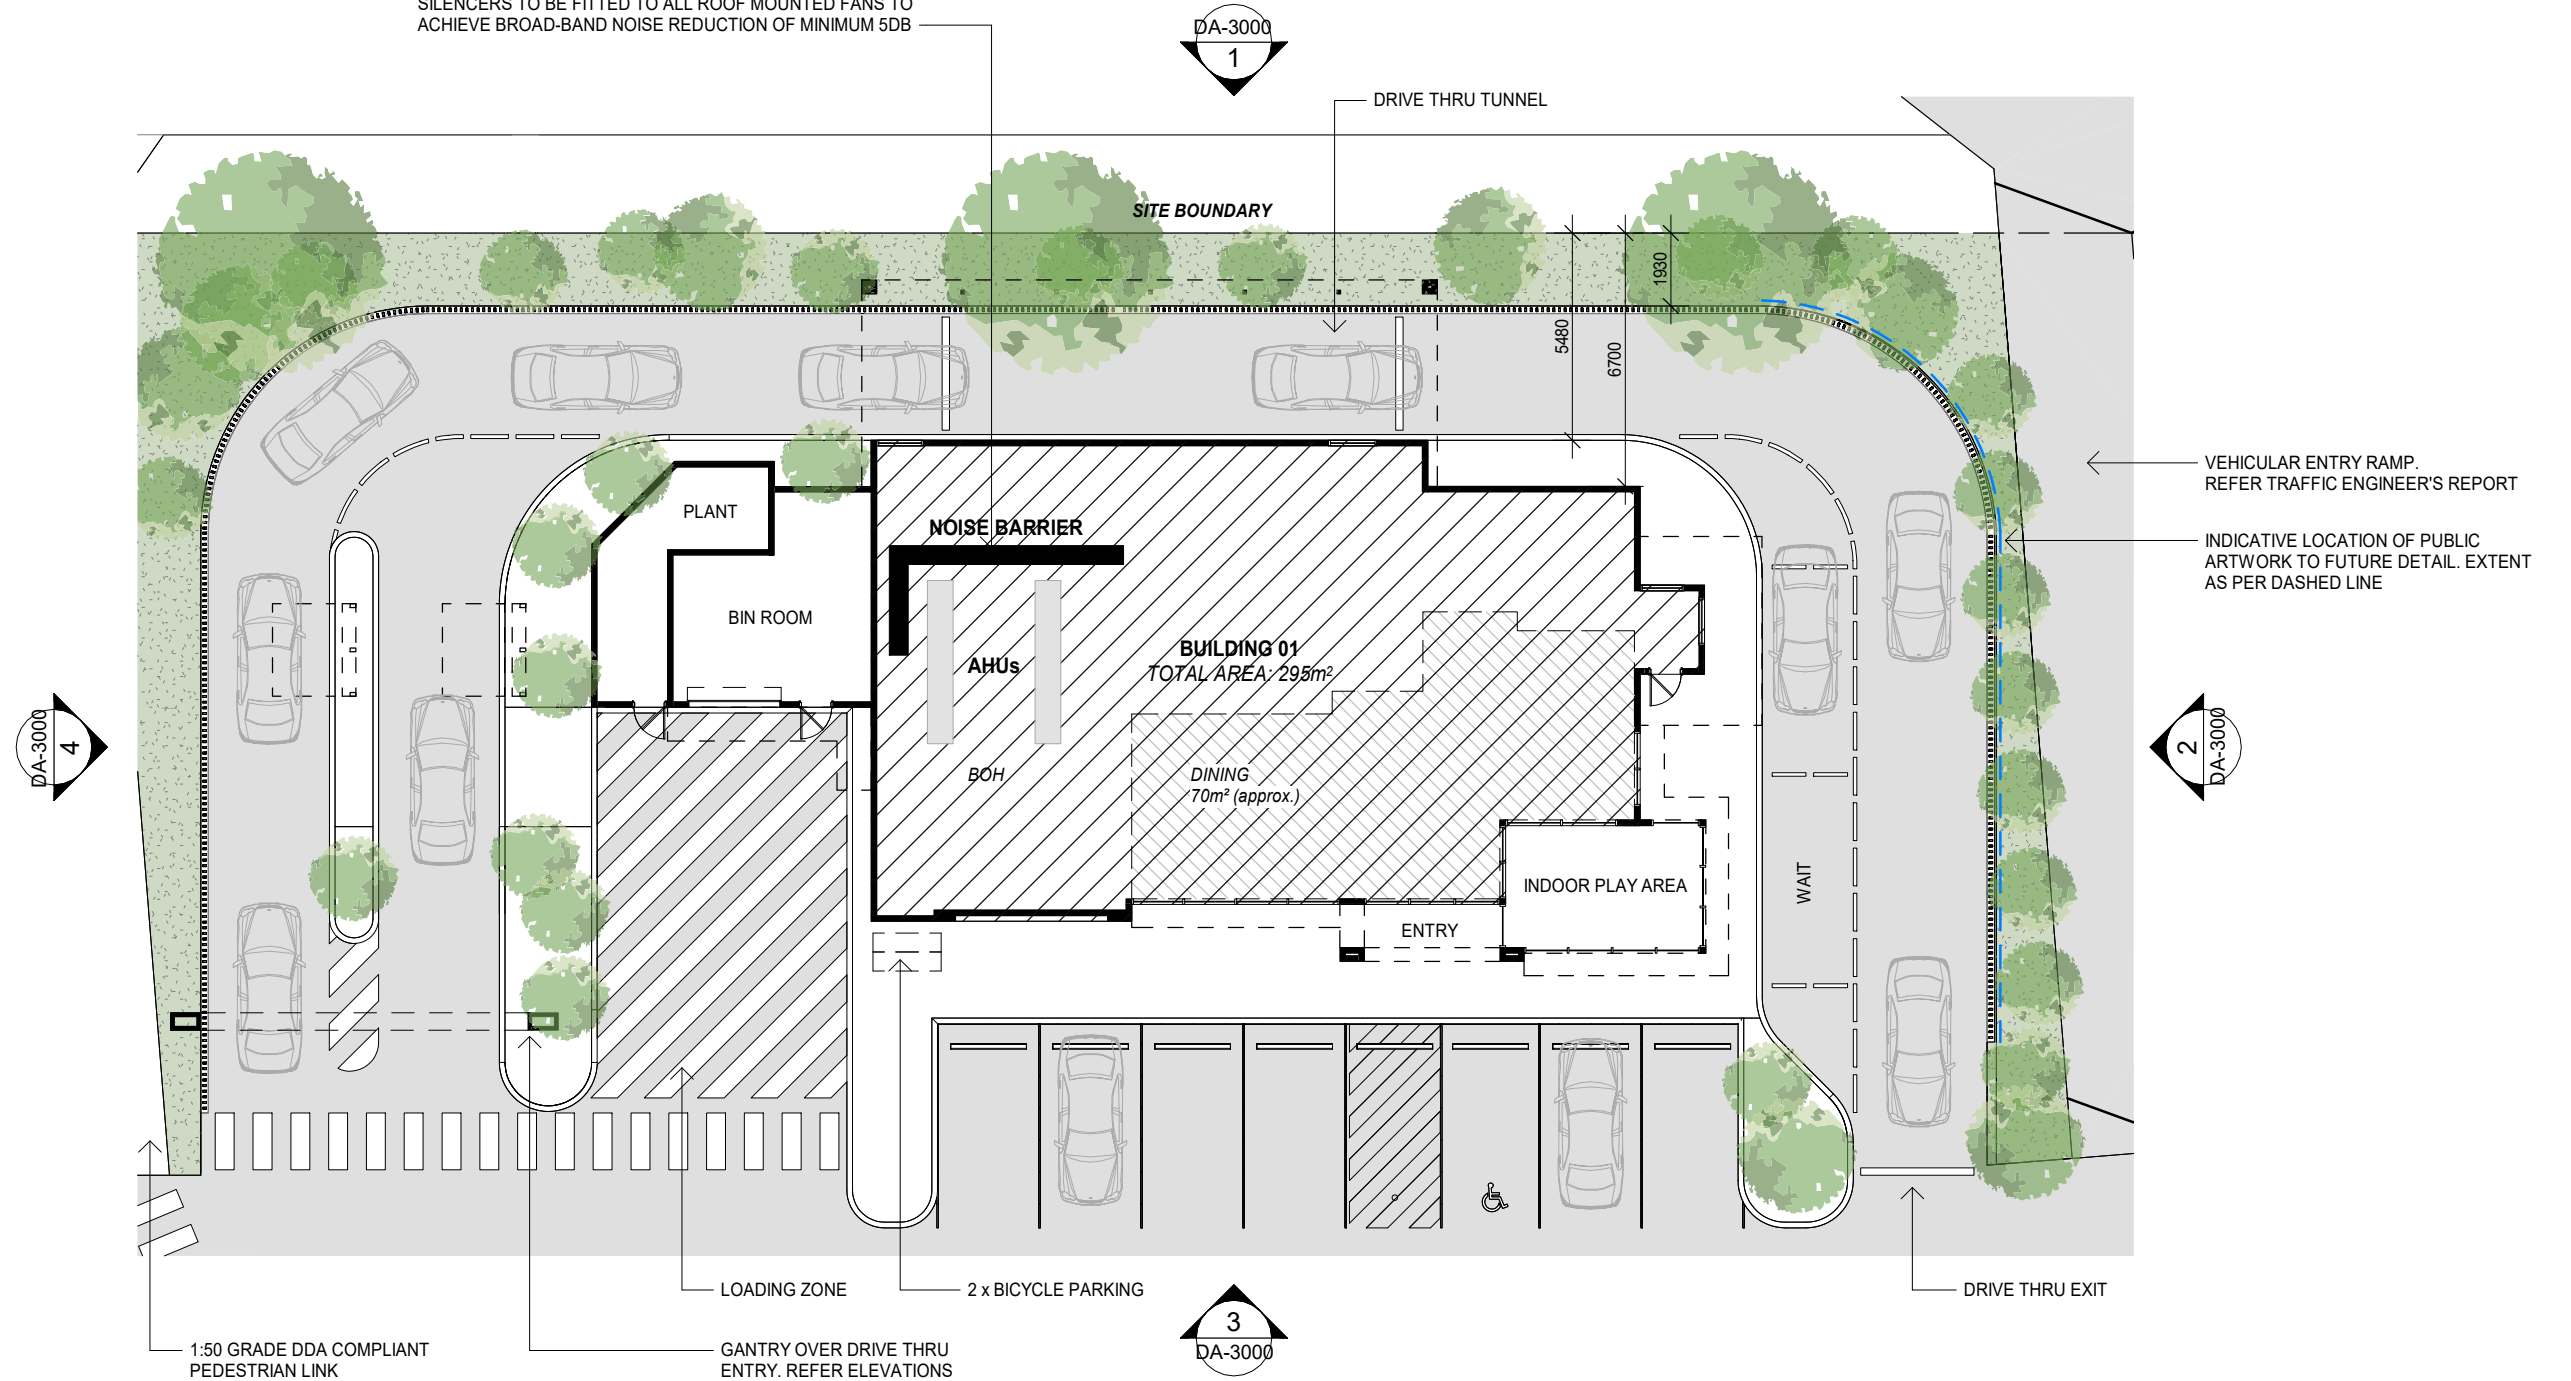 SILENCERS TO BE FITTED TO ALL ROOF MOUNTED FANS TO
ACHIEVE BROAD-BAND NOISE REDUCTION OF MINIMUM 5DB
DA-3000
1
DRIVE THRU TUNNEL
SITE BOUNDARY
1930
5480
6700
VEHICULAR ENTRY RAMP.
REFER TRAFFIC ENGINEER'S REPORT
PLANT
NOISE BARRIER
INDICATIVE LOCATION OF PUBLIC
ARTWORK TO FUTURE DETAIL. EXTENT
AS PER DASHED LINE
BIN ROOM
BUILDING 01
TOTAL AREA: 295m²
AHUs
DA-3000
4
2
DA-3000
BOH
DINING
70m² (approx.)
WAIT
INDOOR PLAY AREA
ENTRY
LOADING ZONE
2 x BICYCLE PARKING
DRIVE THRU EXIT
3
DA-3000
1:50 GRADE DDA COMPLIANT
PEDESTRIAN LINK
GANTRY OVER DRIVE THRU
ENTRY. REFER ELEVATIONS